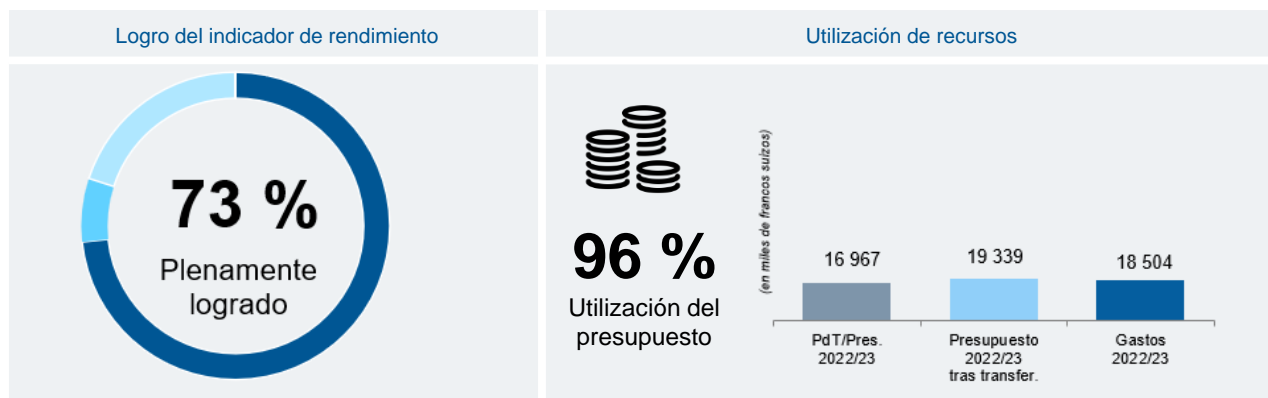 Logro del indicador de rendimiento
73 %
Plenamente
logrado
Utilización de recursos
96 %
Utilización del
presupuesto
(en miles de francos suizos)
16 967
19 339
18 504
PdT/Pres.
2022/23
Presupuesto
2022/23
tras transfer.
Gastos
2022/23